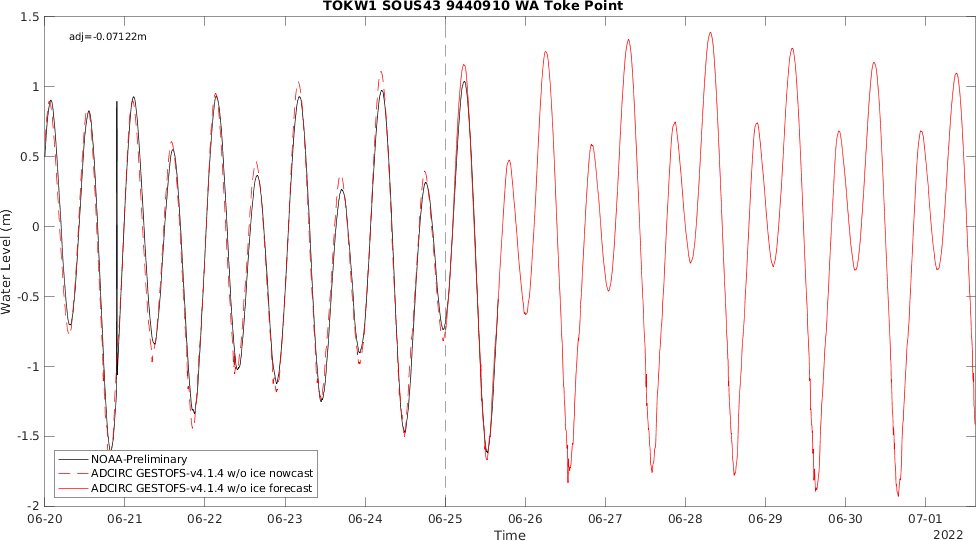 TOKW1 SOUS43 9440910 WA Toke Point
adj=-0.07122m
1.5
1
0.5
0
-0.5
-1
-1.5
-2
Water Level (m)
NOAA-Preliminary
ADCIRC GESTOFS-v4.1.4 w/o ice nowcast
ADCIRC GESTOFS-v4.1.4 w/o ice forecast
06-20 06-21 06-22 06-23 06-24 06-25 06-26 06-27 06-28 06-29 06-30 07-01
Time
2022